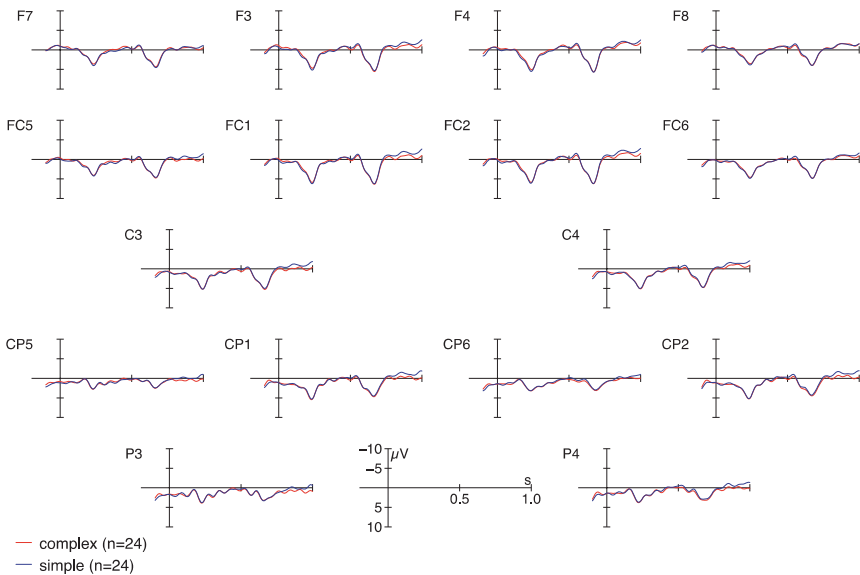 F7 F3 F4 F8
FC5 FC1 FC2 FC6
C3 C4
CP5 CP1 CP6 CP2
P3 −10 μV P4
−5
s
0.5 1.0
5
10
complex (n=24)
simple (n=24)